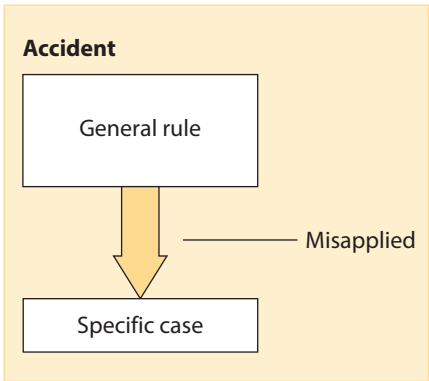 Accident
General rule
Misapplied
Specific case